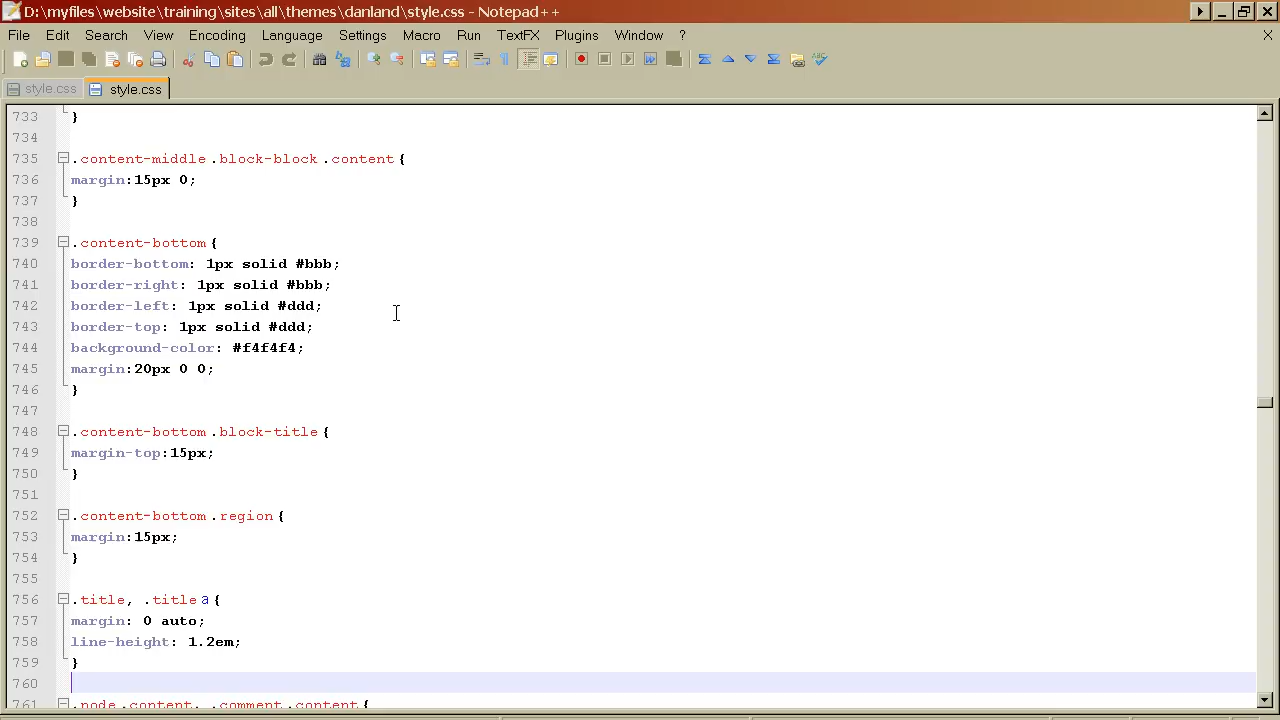 D:\myfiles\website\training\sites\all\themes\danland\style.css - Notepad++
File Edit Search View Encoding Language Settings Macro Run TextFX Plugins Window ? X
style.css style.css
733 }
734
735 .content-middle .block-block .content {
736 margin:15px 0;
737 }
738
739 .content-bottom {
740 border-bottom: 1px solid #bbb;
741 border-right: 1px solid #bbb;
742 border-left: 1px solid #ddd;
743 border-top: 1px solid #ddd;
744 background-color: #f4f4f4;
745 margin:20px 0 0;
746 }
747
748 .content-bottom .block-title {
749 margin-top:15px;
750 }
751
752 .content-bottom .region {
753 margin:15px;
754 }
755
756 .title, .title a {
757 margin: 0 auto;
758 line-height: 1.2em;
759 }
760
761 .node .content, .comment .content {